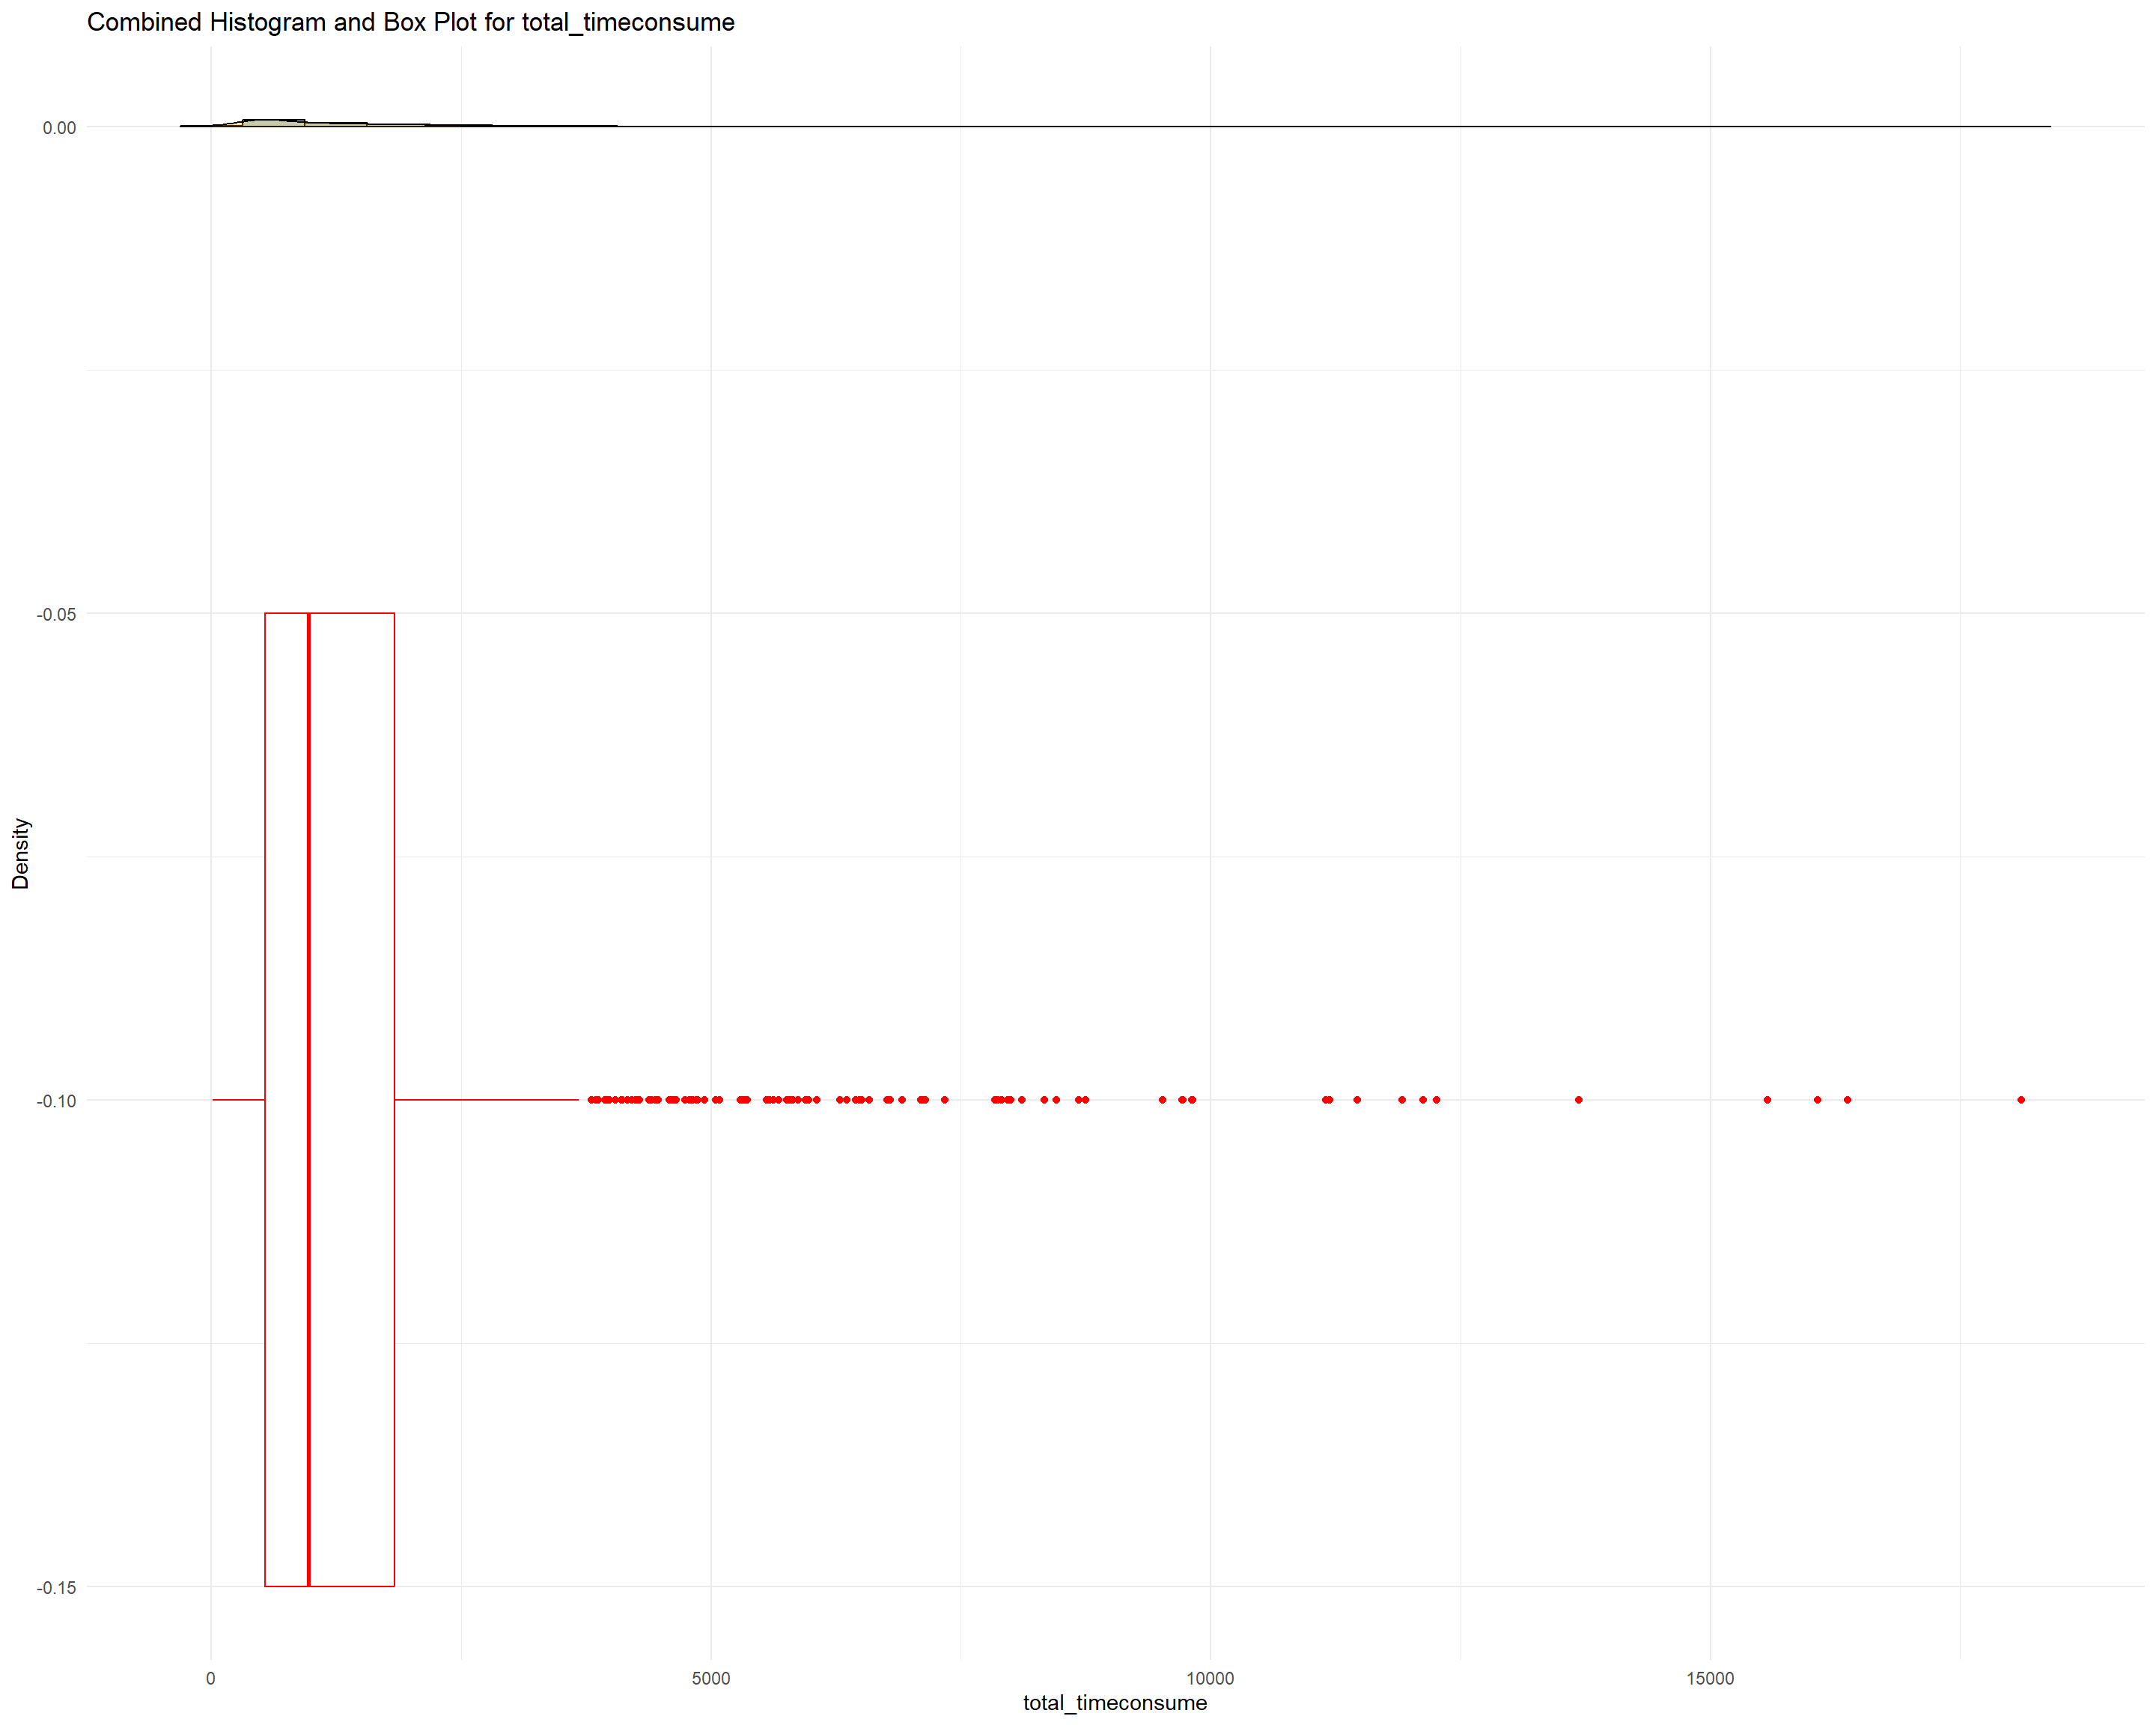 Combined Histogram and Box Plot for total_timeconsume
0.00
-0.05
Density
-0.10
-0.15
0 5000 10000 15000
total_timeconsume